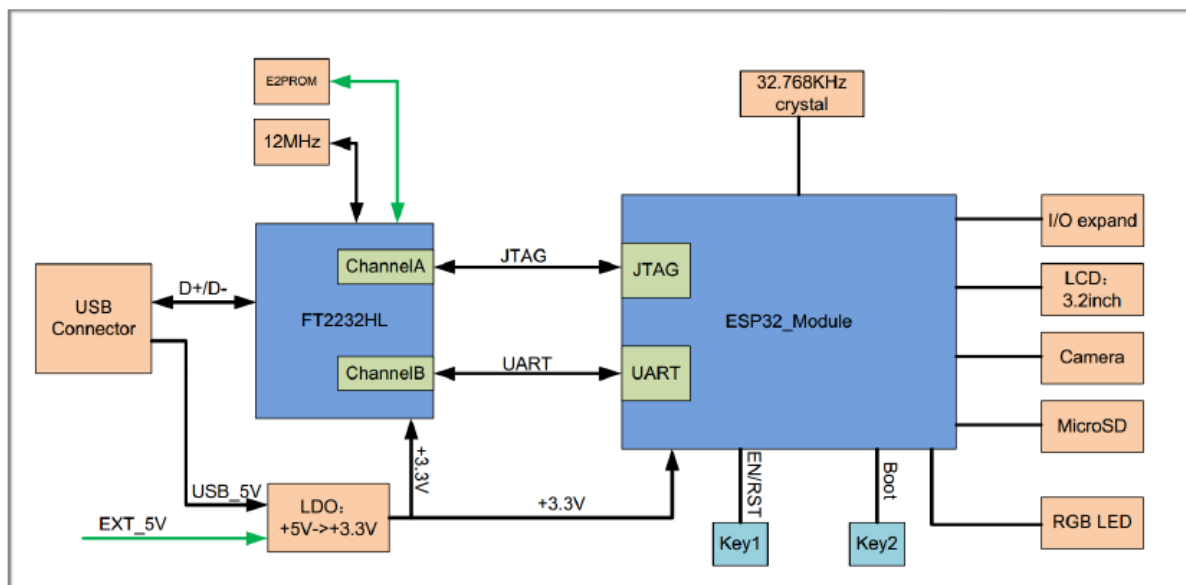 E2PROM
12MHz
32.768KHz
crystal
USB
Connector
D+/D-
FT2232HL
ChannelA
ChannelB
JTAG
UART
JTAG
UART
ESP32_Module
I/O expand
LCD：
3.2inch
Camera
MicroSD
RGB LED
USB_5V
EXT_5V
LDO：
+5V->+3.3V
+3.3V
+3.3V
EN/RST
Boot
Key1
Key2